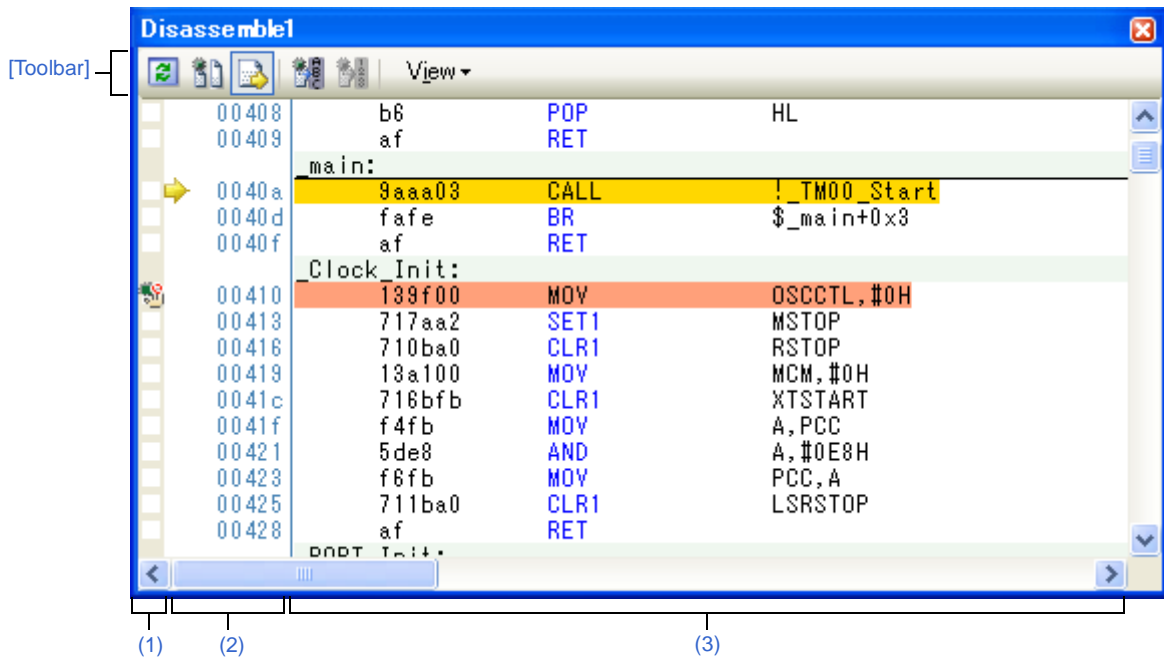 Disassemble1
[Toolbar]
View
00408 b6 POP HL
00409 af RET
_main:
0040a 9aaa03 CALL !_TM00_Start
0040d fafe BR $_main+0x3
0040f af RET
_Clock_Init:
00410 139f00 MOV OSCCTL,#0H
00413 717aa2 SET1 MSTOP
00416 710ba0 CLR1 RSTOP
00419 13a100 MOV MCM,#0H
0041c 716bfb CLR1 XTSTART
0041f f4fb MOV A,PCC
00421 5de8 AND A,#0E8H
00423 f6fb MOV PCC,A
00425 711ba0 CLR1 LSRSTOP
00428 af RET
_PORT_Init:
(1) (2) (3)